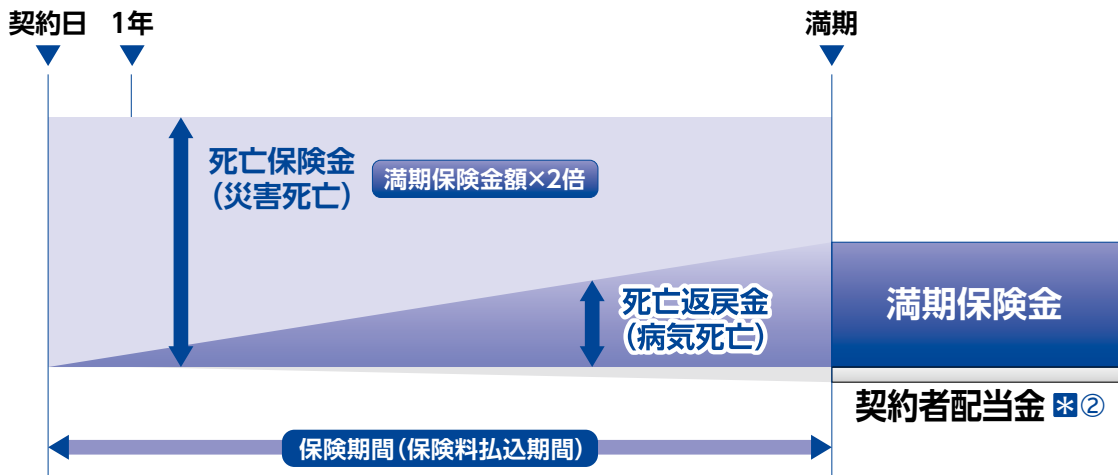 契約日 1年 満期
死亡保険金
(災害死亡)
満期保険金額×2倍
死亡返戻金
(病気死亡)
満期保険金
契約者配当金 *②
保険期間(保険料払込期間)